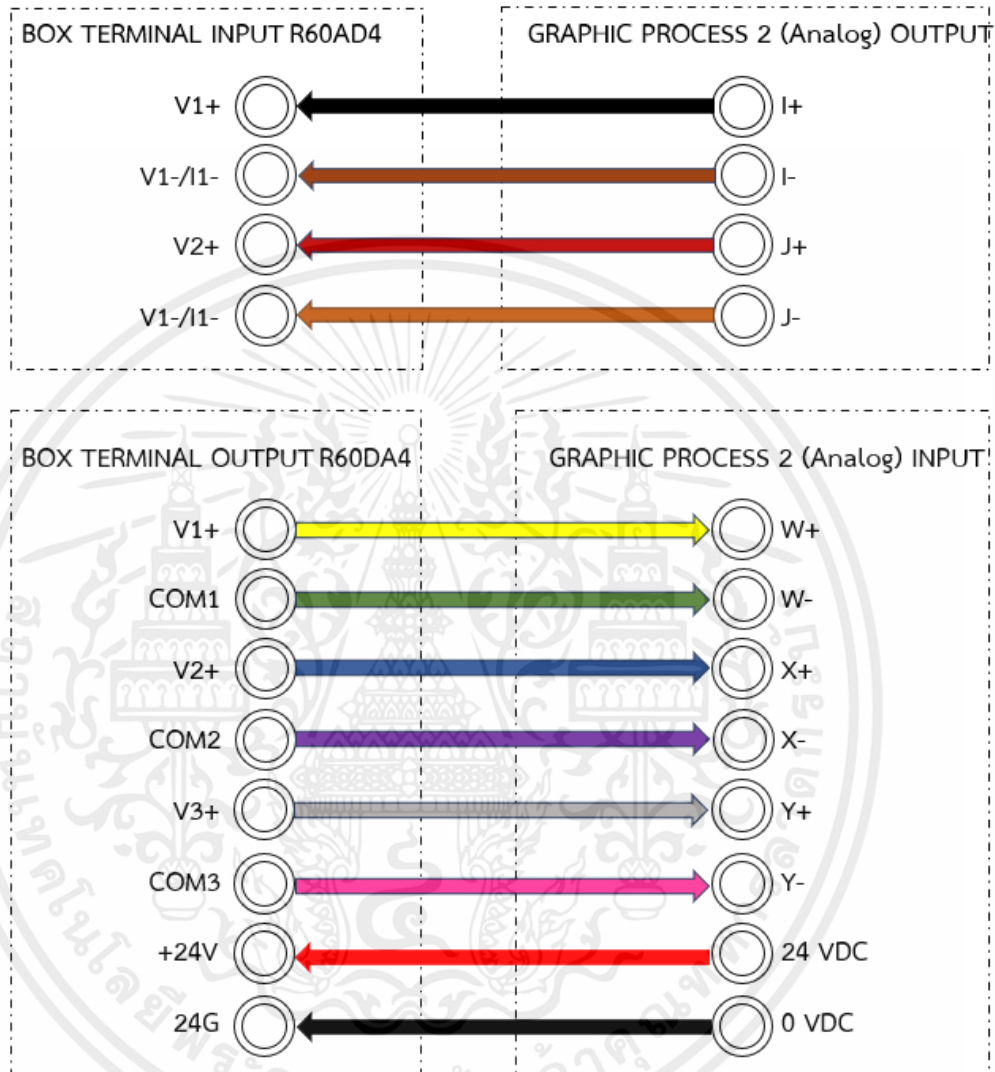 BOX TERMINAL INPUT R60AD4
GRAPHIC PROCESS 2 (Analog) OUTPUT
V1+
I+
V1-/I1-
I-
V2+
J+
V1-/I1-
J-
BOX TERMINAL OUTPUT R60DA4
GRAPHIC PROCESS 2 (Analog) INPUT
V1+
W+
COM1
W-
V2+
X+
COM2
X-
V3+
Y+
COM3
Y-
+24V
24 VDC
24G
0 VDC